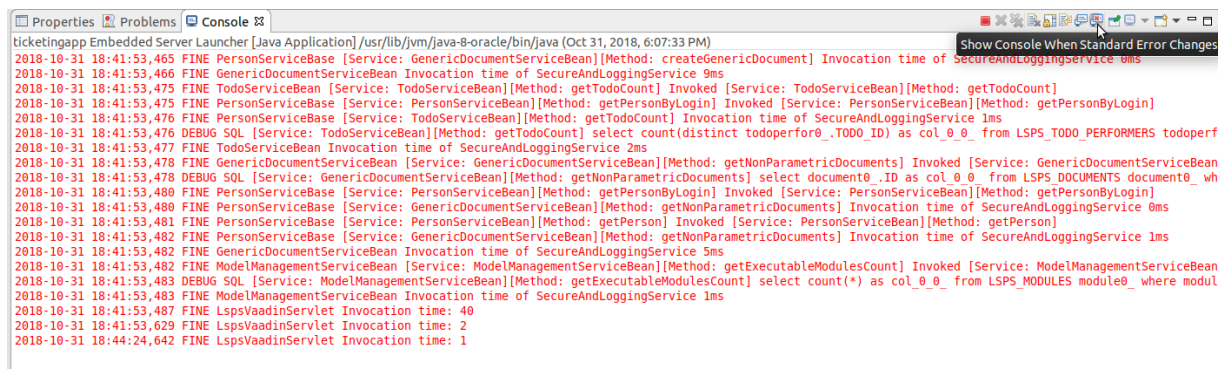 Properties Problems Console
ticketingapp Embedded Server Launcher [Java Application] /usr/lib/jvm/java-8-oracle/bin/java (Oct 31, 2018, 6:07:33 PM)
Show Console When Standard Error Changes
2018-10-31 18:41:53,465 FINE PersonServiceBase [Service: GenericDocumentServiceBean][Method: createGenericDocument] Invocation time of SecureAndLoggingService 0ms
2018-10-31 18:41:53,466 FINE GenericDocumentServiceBean Invocation time of SecureAndLoggingService 9ms
2018-10-31 18:41:53,475 FINE TodoServiceBean [Service: TodoServiceBean][Method: getTodoCount] Invoked [Service: TodoServiceBean][Method: getTodoCount]
2018-10-31 18:41:53,475 FINE PersonServiceBase [Service: PersonServiceBean][Method: getPersonByLogin] Invoked [Service: PersonServiceBean][Method: getPersonByLogin]
2018-10-31 18:41:53,476 FINE PersonServiceBase [Service: TodoServiceBean][Method: getTodoCount] Invocation time of SecureAndLoggingService 1ms
2018-10-31 18:41:53,476 DEBUG SQL [Service: TodoServiceBean][Method: getTodoCount] select count(distinct todoperfor0_.TODO_ID) as col_0_0_ from LSPS_TODO_PERFORMERS todoperf
2018-10-31 18:41:53,477 FINE TodoServiceBean Invocation time of SecureAndLoggingService 2ms
2018-10-31 18:41:53,478 FINE GenericDocumentServiceBean [Service: GenericDocumentServiceBean][Method: getNonParametricDocuments] Invoked [Service: GenericDocumentServiceBean
2018-10-31 18:41:53,478 DEBUG SQL [Service: GenericDocumentServiceBean][Method: getNonParametricDocuments] select document0_.ID as col_0_0_ from LSPS_DOCUMENTS document0_ wh
2018-10-31 18:41:53,480 FINE PersonServiceBase [Service: PersonServiceBean][Method: getPersonByLogin] Invoked [Service: PersonServiceBean][Method: getPersonByLogin]
2018-10-31 18:41:53,480 FINE PersonServiceBase [Service: GenericDocumentServiceBean][Method: getNonParametricDocuments] Invocation time of SecureAndLoggingService 0ms
2018-10-31 18:41:53,481 FINE PersonServiceBase [Service: PersonServiceBean][Method: getPerson] Invoked [Service: PersonServiceBean][Method: getPerson]
2018-10-31 18:41:53,482 FINE PersonServiceBase [Service: GenericDocumentServiceBean][Method: getNonParametricDocuments] Invocation time of SecureAndLoggingService 1ms
2018-10-31 18:41:53,482 FINE GenericDocumentServiceBean Invocation time of SecureAndLoggingService 5ms
2018-10-31 18:41:53,482 FINE ModelManagementServiceBean [Service: ModelManagementServiceBean][Method: getExecutableModulesCount] Invoked [Service: ModelManagementServiceBean
2018-10-31 18:41:53,483 DEBUG SQL [Service: ModelManagementServiceBean][Method: getExecutableModulesCount] select count(*) as col_0_0_ from LSPS_MODULES module0_ where modul
2018-10-31 18:41:53,483 FINE ModelManagementServiceBean Invocation time of SecureAndLoggingService 1ms
2018-10-31 18:41:53,487 FINE LspsVaadinServlet Invocation time: 40
2018-10-31 18:41:53,629 FINE LspsVaadinServlet Invocation time: 2
2018-10-31 18:44:24,642 FINE LspsVaadinServlet Invocation time: 1